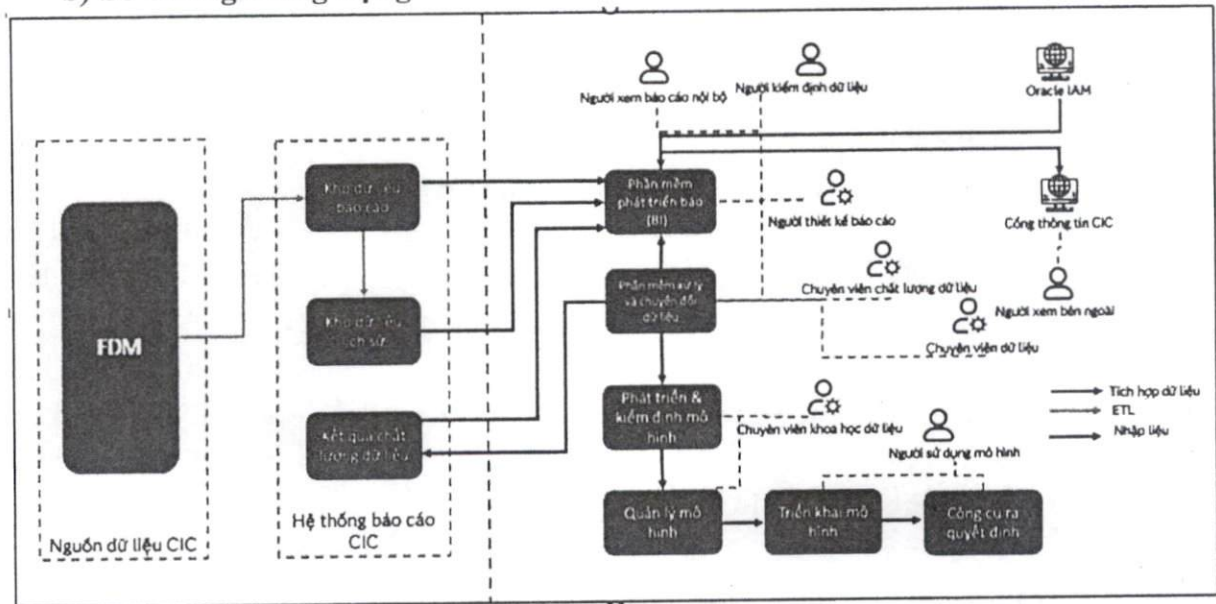 Người xem báo cáo nội bộ
Người kiểm định dữ liệu
Oracle IAM
Kho dữ liệu
báo cáo
Phần mềm
phát triển báo
(BI)
Người thiết kế báo cáo
Cổng thông tin CIC
FDM
Kho dữ liệu
lịch sử
Phần mềm xử lý
và chuyển đổi
dữ liệu
Chuyên viên chất lượng dữ liệu
Người xem bên ngoài
Chuyên viên dữ liệu
Kết quả chất
lượng dữ liệu
Phát triển &
kiểm định mô
hình
Chuyên viên khoa học dữ liệu
Tích hợp dữ liệu
ETL
Nhập liệu
Người sử dụng mô hình
Nguồn dữ liệu CIC
Hệ thống báo cáo
CIC
Quản lý mô
hình
Triển khai mô
hình
Công cụ ra
quyết định